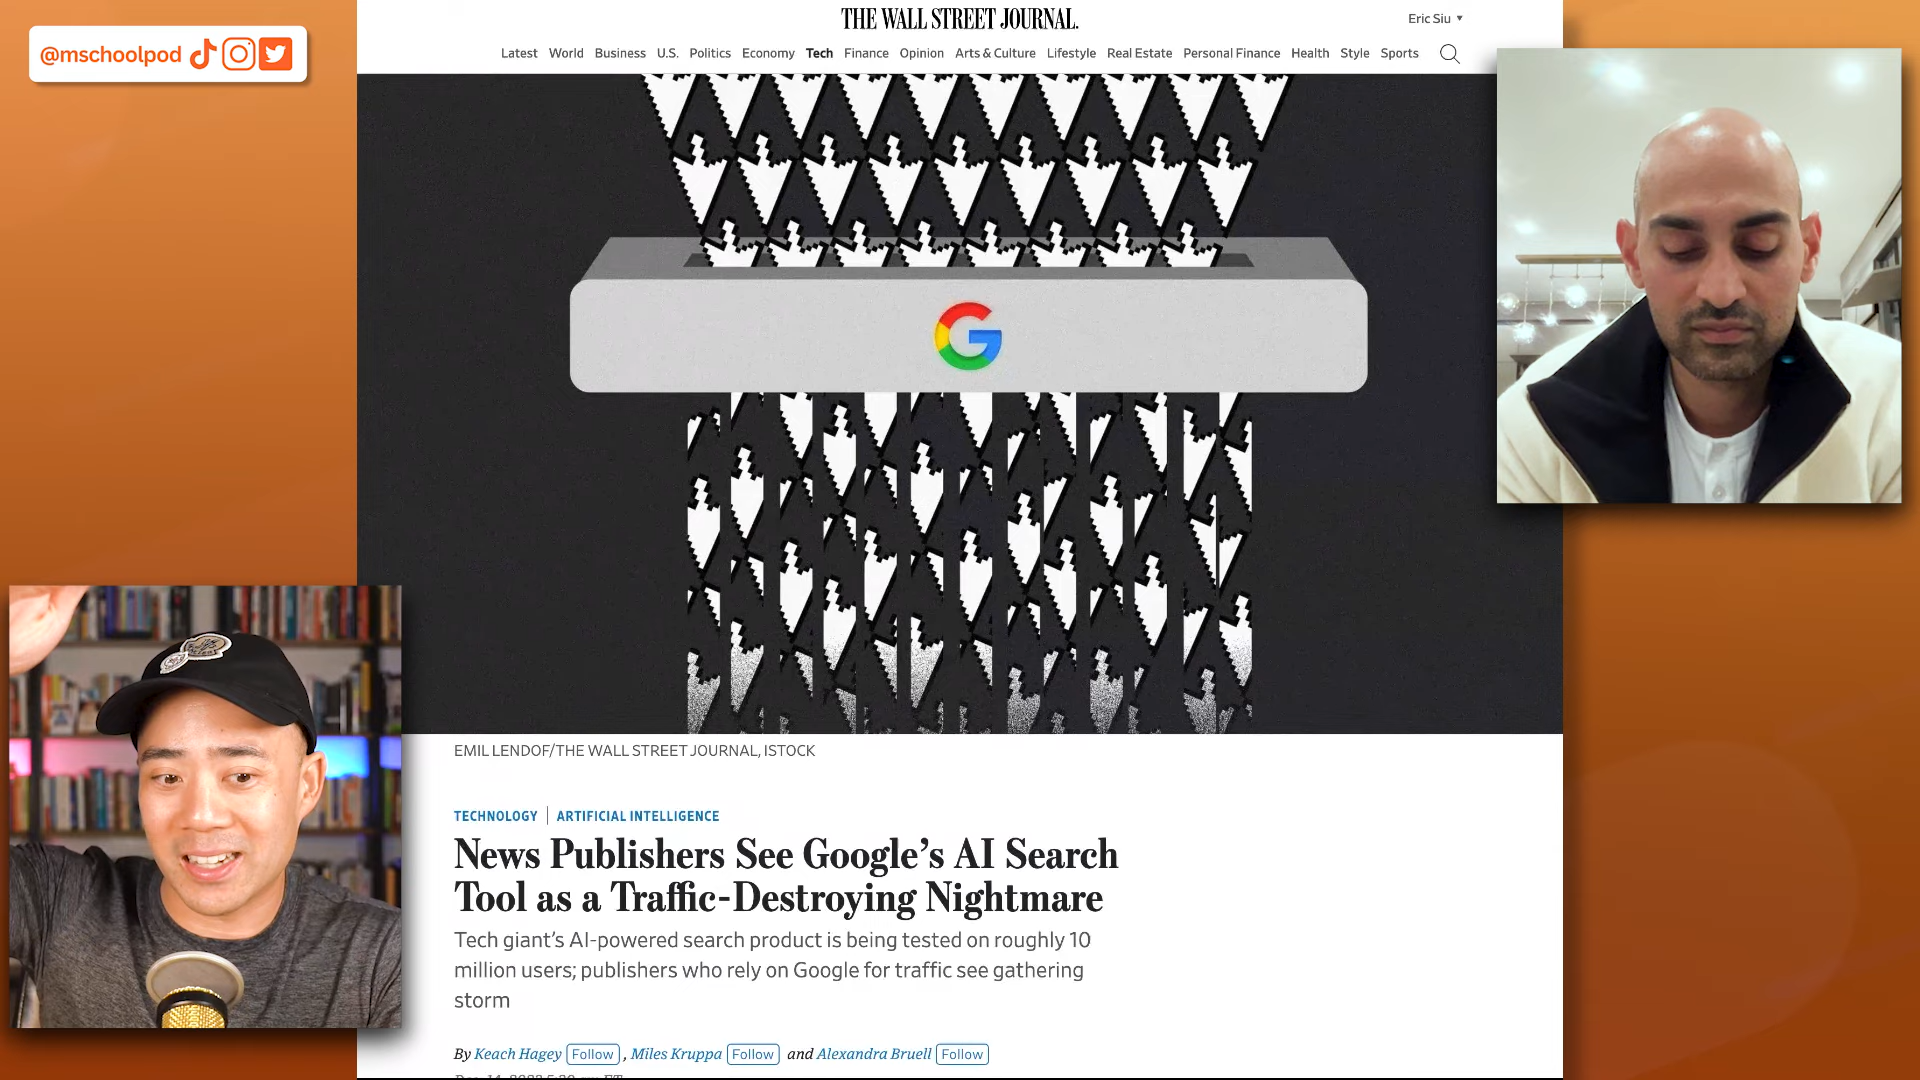 @mschoolpod
THE WALL STREET JOURNAL.
Eric Siu
Latest World Business U.S. Politics Economy Tech Finance Opinion Arts & Culture Lifestyle Real Estate Personal Finance Health Style Sports
EMIL LENDOF/THE WALL STREET JOURNAL, ISTOCK
TECHNOLOGY | ARTIFICIAL INTELLIGENCE
News Publishers See Google’s AI Search
Tool as a Traffic-Destroying Nightmare
Tech giant’s AI-powered search product is being tested on roughly 10
million users; publishers who rely on Google for traffic see gathering
storm
By Keach Hagey Follow , Miles Kruppa Follow and Alexandra Bruell Follow